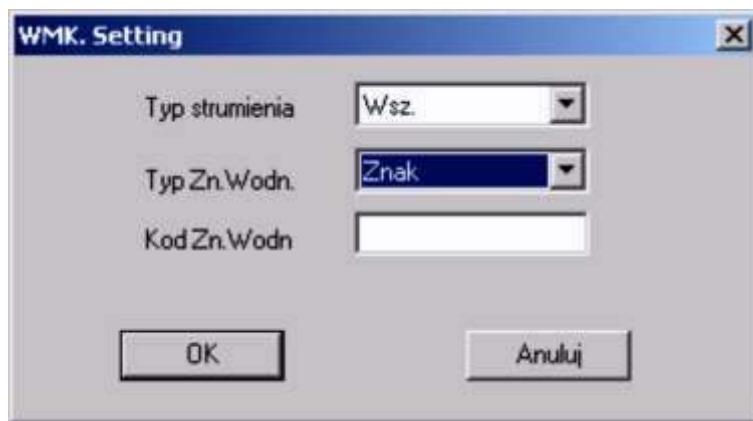 WMK. Setting
Typ strumienia Wsz.
Typ Zn.Wodn. Znak
Kod Zn.Wodn
OK Anuluj